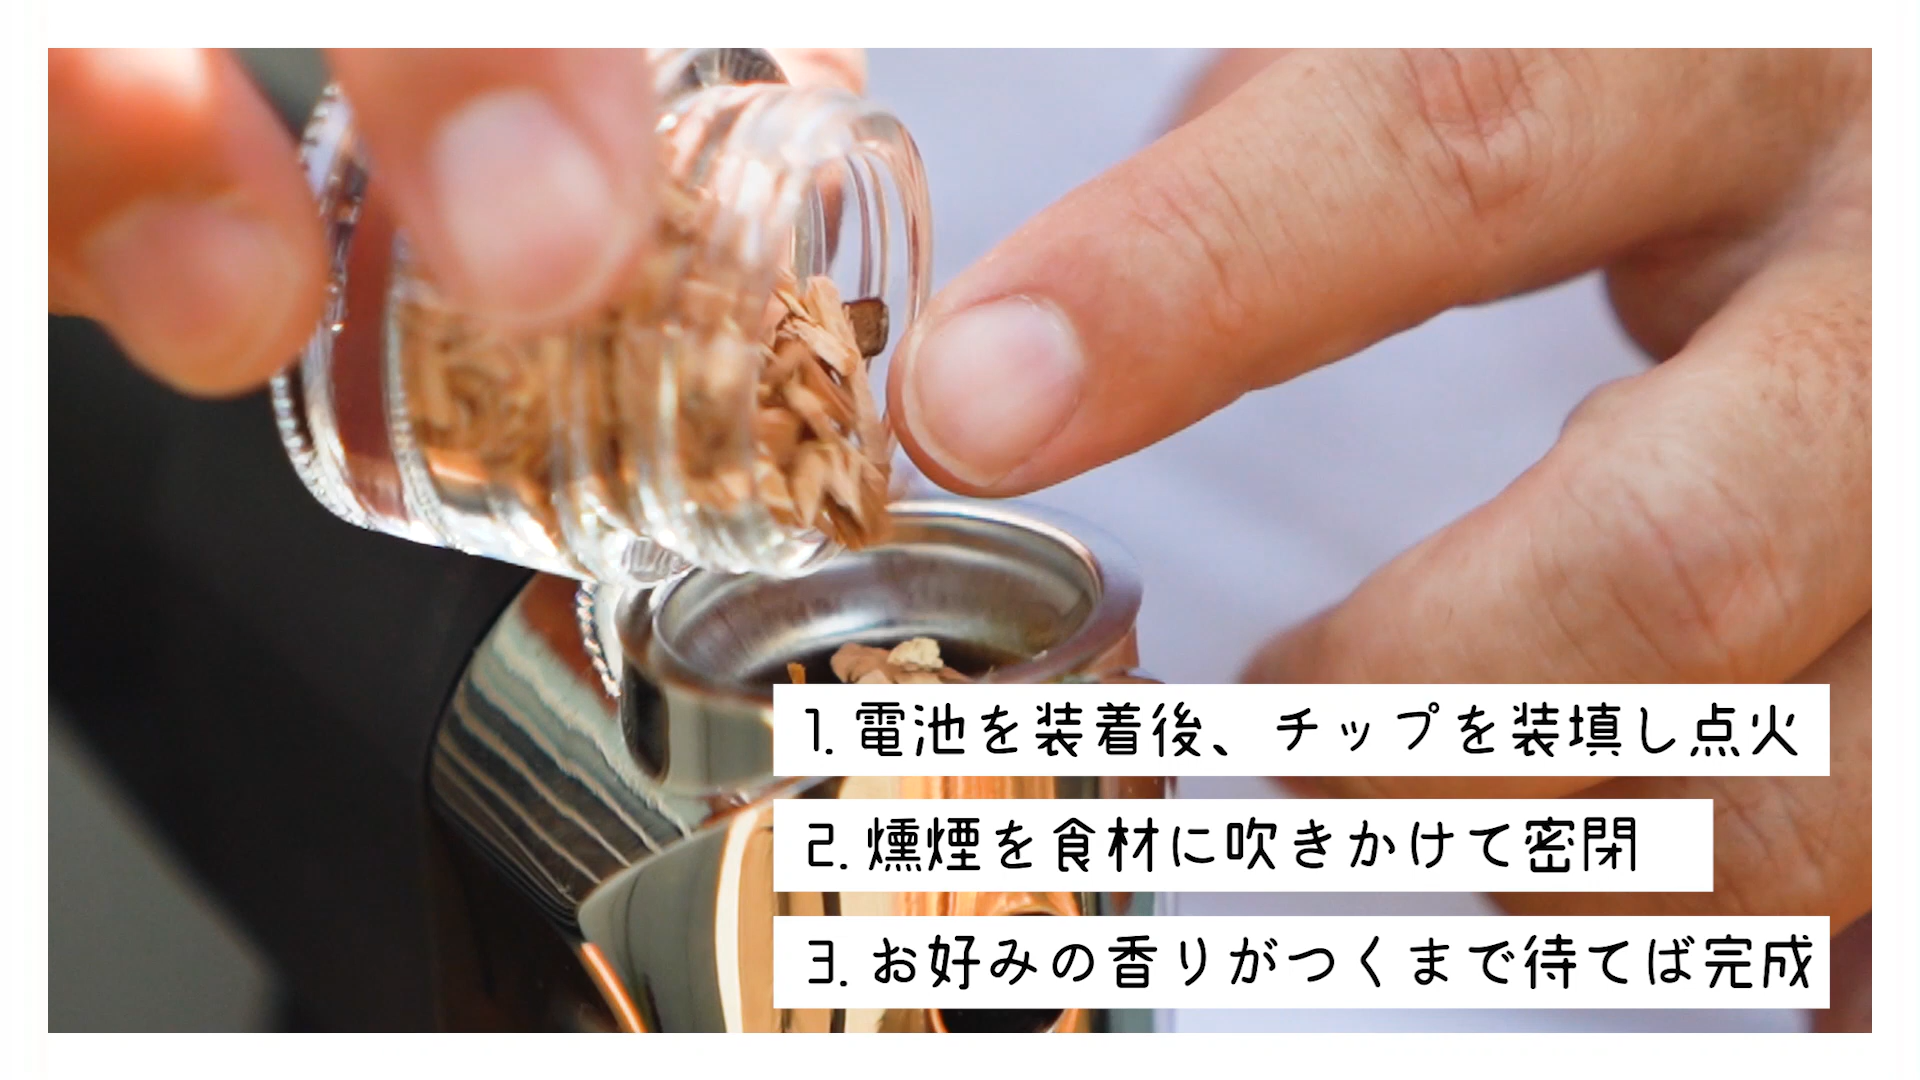 1. 電池を装着後、チップを装填し点火
2. 燻煙を食材に吹きかけて密閉
3. お好みの香りがつくまで待てば完成